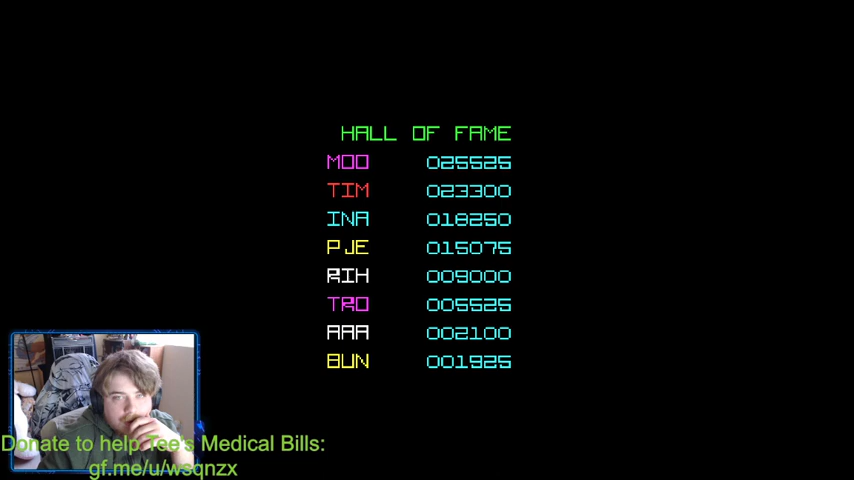 HALL OF FAME
MOO 025525
TIM 023300
INA 018250
PJE 015075
RIH 009000
TRO 005525
AAA 002100
BUN 001925
Donate to help Tee's Medical Bills:
gf.me/u/wsqnzx